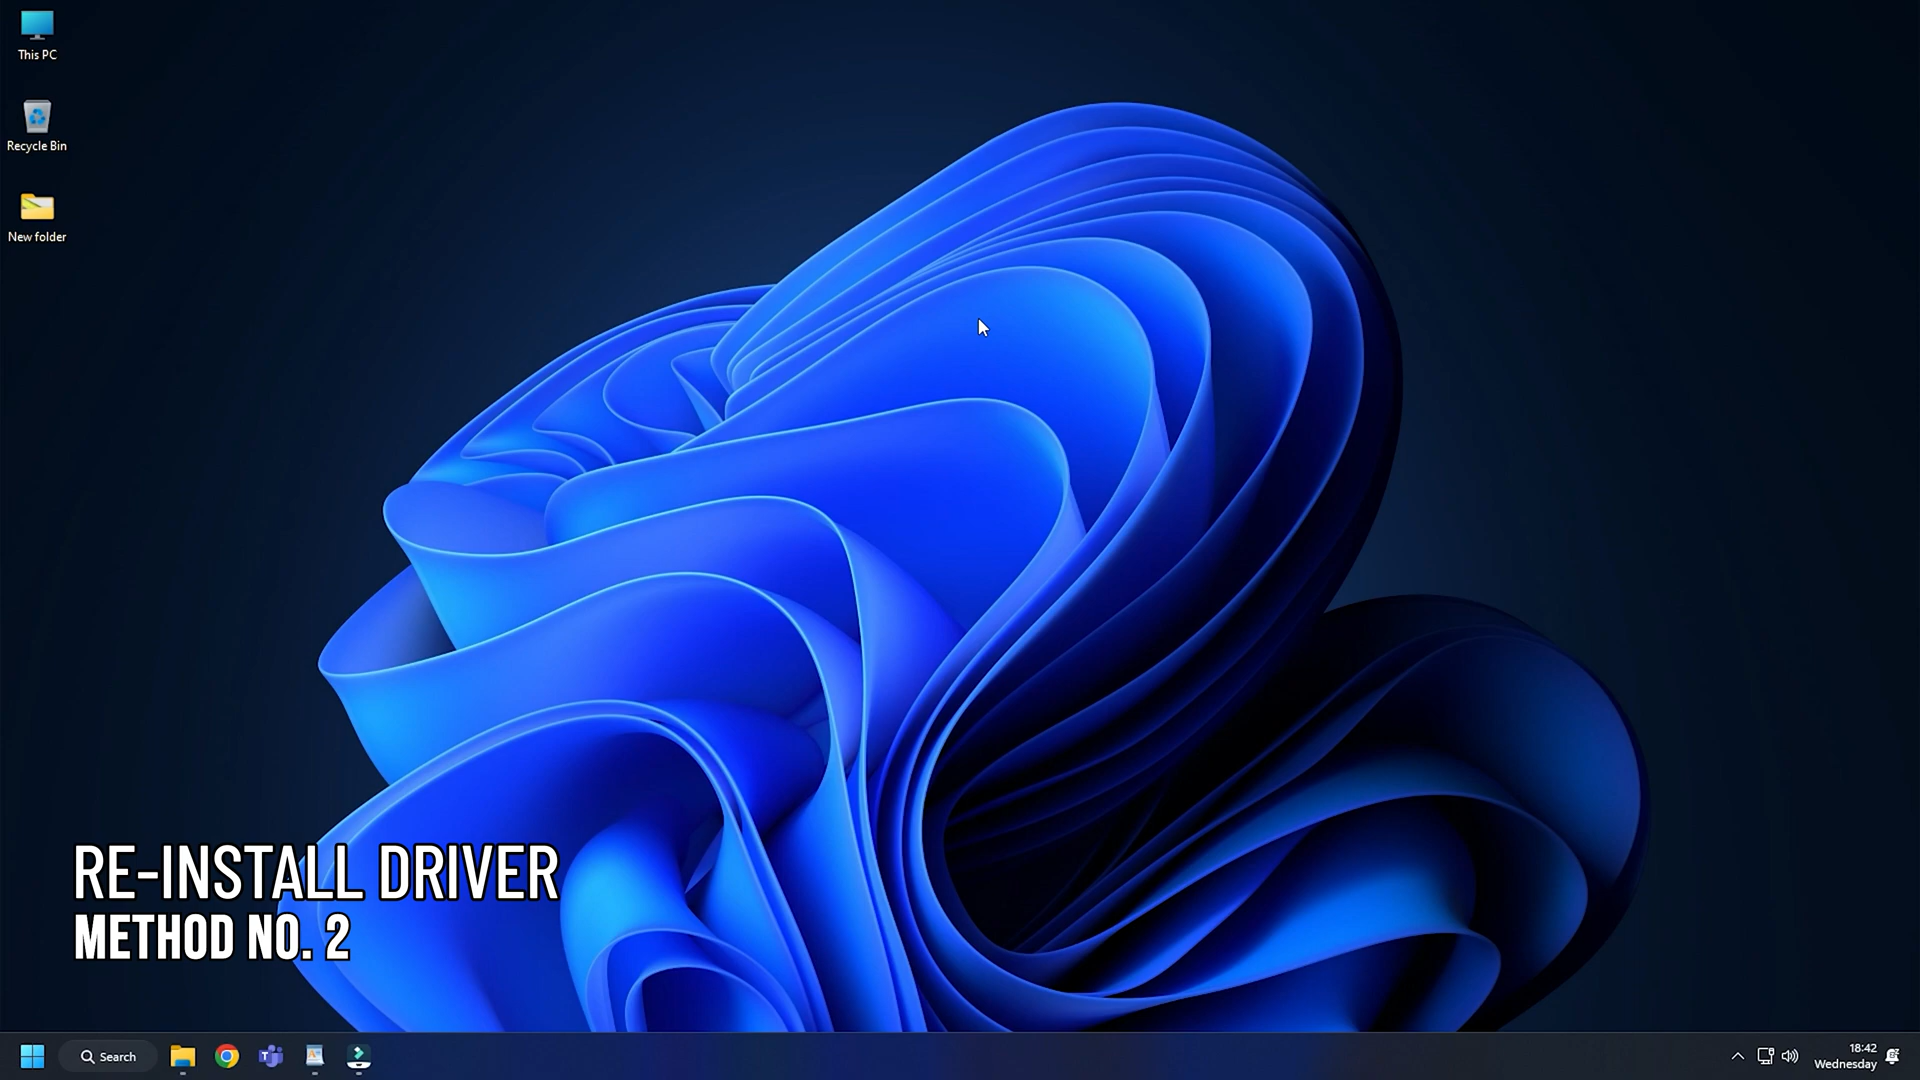 This PC
Recycle Bin
New folder
RE-INSTALL DRIVER
METHOD NO. 2
Search
18:42
Wednesday